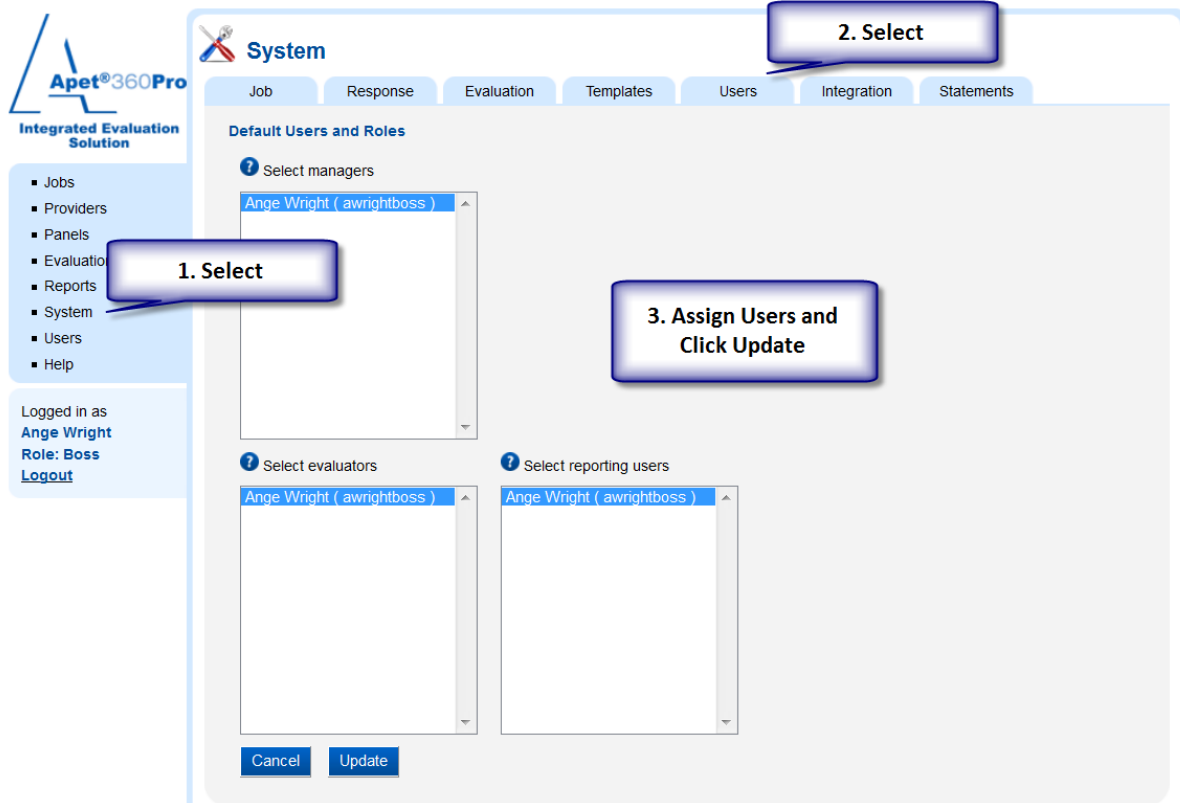 Apet®360Pro
Integrated Evaluation
Solution
Jobs
Providers
Panels
Evaluation
Reports
System
Users
Help
Logged in as
Ange Wright
Role: Boss
Logout
System
2. Select
Job Response Evaluation Templates Users Integration Statements
Default Users and Roles
? Select managers
Ange Wright ( awrightboss )
1. Select
3. Assign Users and
Click Update
? Select evaluators
Ange Wright ( awrightboss )
? Select reporting users
Ange Wright ( awrightboss )
Cancel Update